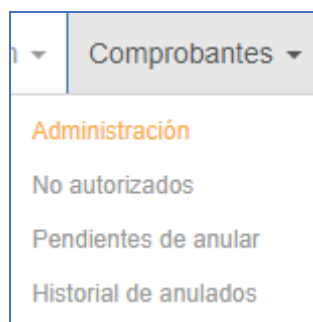 Comprobantes
Administración
No autorizados
Pendientes de anular
Historial de anulados